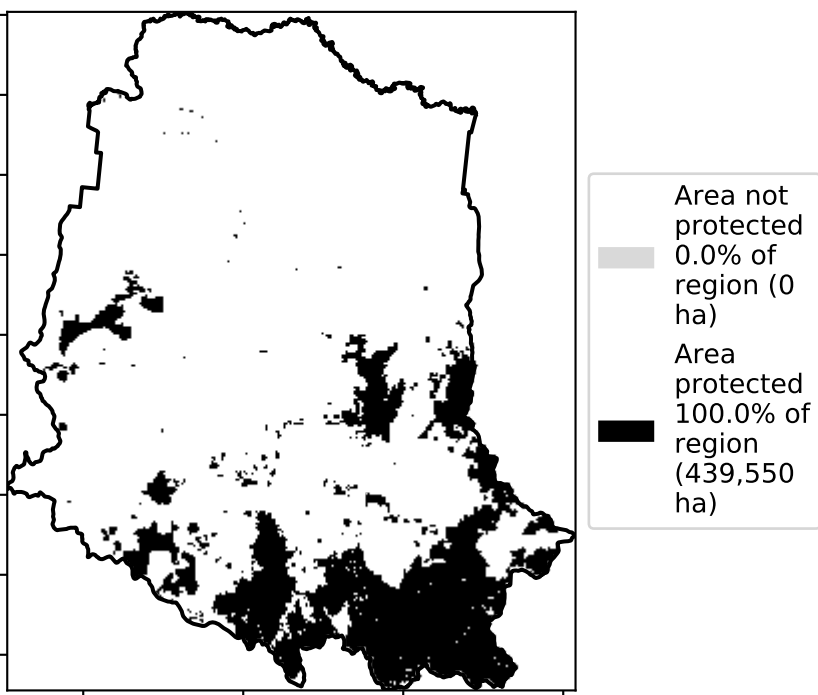 Area not
protected
0.0% of
region (0
ha)
Area
protected
100.0% of
region
(439,550
ha)